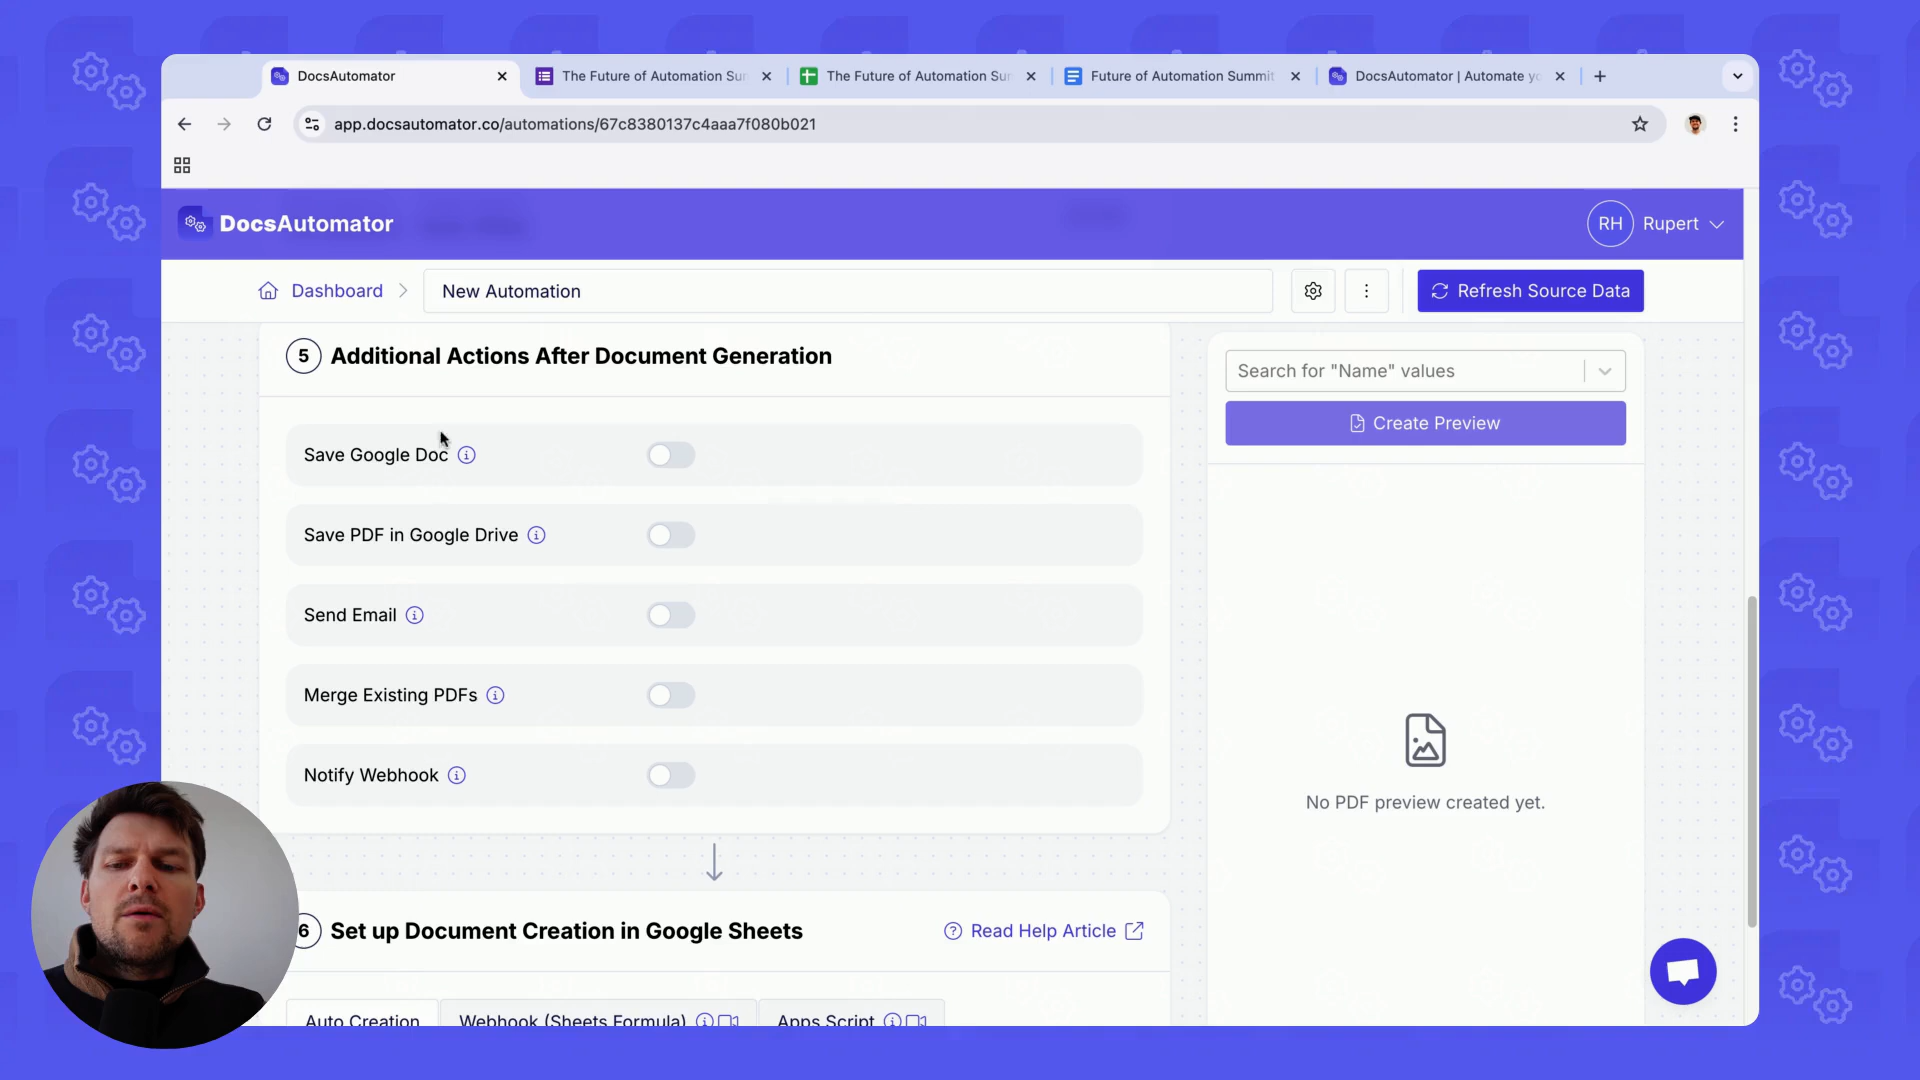 DocsAutomator
The Future of Automation Su
The Future of Automation Su
Future of Automation Summit
DocsAutomator | Automate yo
app.docsautomator.co/automations/67c8380137c4aaa7f080b021
DocsAutomator
RH
Rupert
Dashboard
New Automation
Refresh Source Data
5
Additional Actions After Document Generation
Save Google Doc
Save PDF in Google Drive
Send Email
Merge Existing PDFs
Notify Webhook
Search for "Name" values
Create Preview
No PDF preview created yet.
6
Set up Document Creation in Google Sheets
Read Help Article
Auto Creation
Webhook (Sheets Formula)
Apps Script